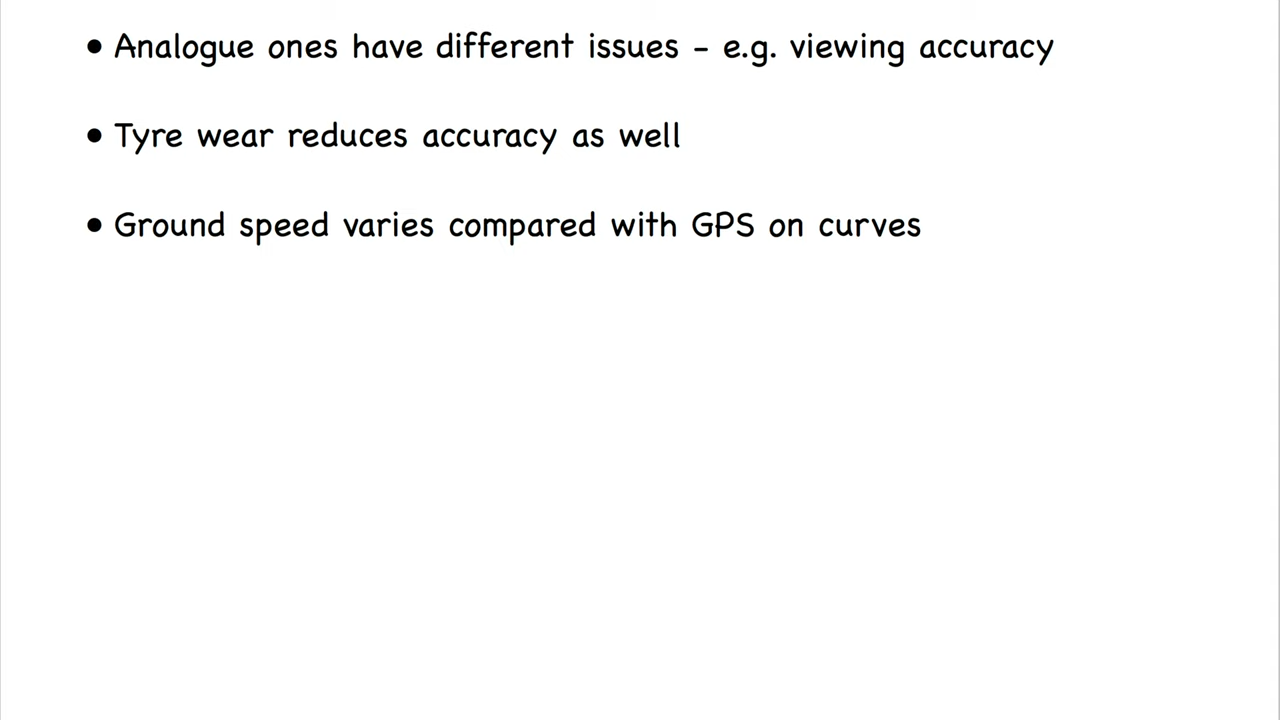 • Analogue ones have different issues – e.g. viewing accuracy
• Tyre wear reduces accuracy as well
• Ground speed varies compared with GPS on curves